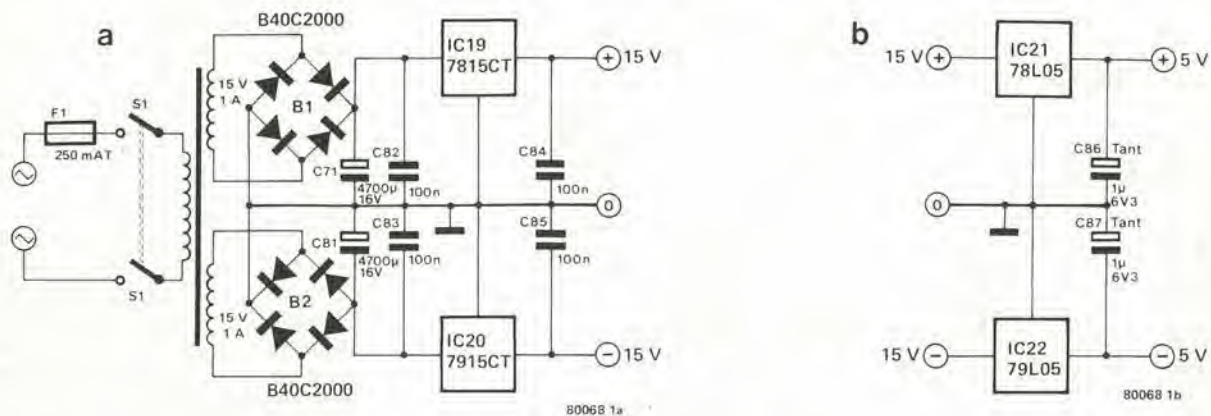 a
B40C2000
15 V
1 A
B1
F1
250 mAT
S1
S1
C71
4700µ
16V
C82
100n
IC19
7815CT
C84
100n
+ 15 V
0
C81
4700µ
16V
C83
100n
C85
100n
15 V
1 A
B2
B40C2000
IC20
7915CT
− 15 V
80068 1a
b
15 V +
IC21
78L05
+ 5 V
C86 Tant
1µ
6V3
0
C87 Tant
1µ
6V3
15 V −
IC22
79L05
− 5 V
80068 1b